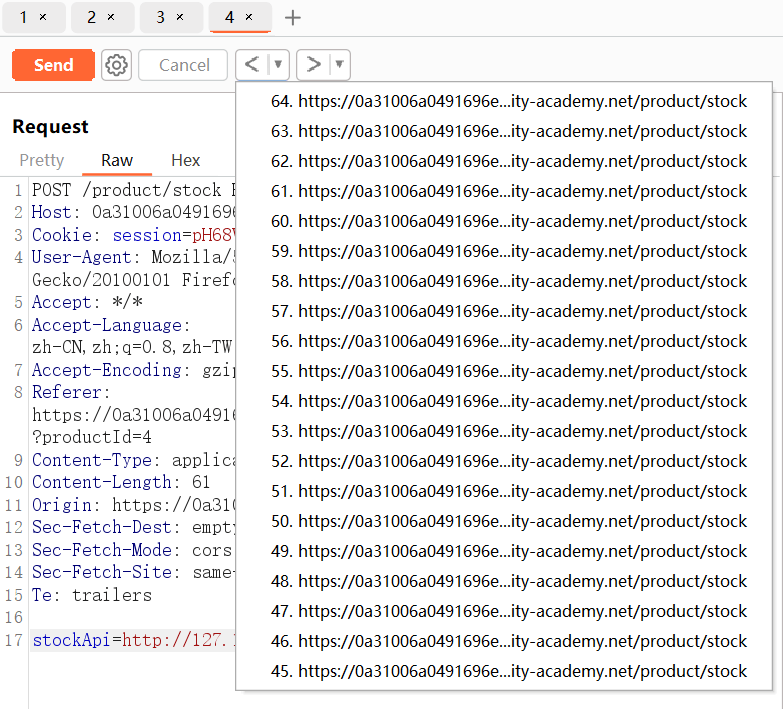 1 × 2 × 3 × 4 × +
Send Cancel < ▼ > ▼
Request
Pretty Raw Hex
1 POST /product/stock
2 Host: 0a31006a049169
3 Cookie: session=pH68
4 User-Agent: Mozilla/
Gecko/20100101 Firef
5 Accept: */*
6 Accept-Language:
zh-CN,zh;q=0.8,zh-TW
7 Accept-Encoding: gzi
8 Referer:
https://0a31006a0491
?productId=4
9 Content-Type: applic
10 Content-Length: 61
11 Origin: https://0a31
12 Sec-Fetch-Dest: empt
13 Sec-Fetch-Mode: cors
14 Sec-Fetch-Site: same
15 Te: trailers
16
17 stockApi=http://127.
64. https://0a31006a0491696e...ity-academy.net/product/stock
63. https://0a31006a0491696e...ity-academy.net/product/stock
62. https://0a31006a0491696e...ity-academy.net/product/stock
61. https://0a31006a0491696e...ity-academy.net/product/stock
60. https://0a31006a0491696e...ity-academy.net/product/stock
59. https://0a31006a0491696e...ity-academy.net/product/stock
58. https://0a31006a0491696e...ity-academy.net/product/stock
57. https://0a31006a0491696e...ity-academy.net/product/stock
56. https://0a31006a0491696e...ity-academy.net/product/stock
55. https://0a31006a0491696e...ity-academy.net/product/stock
54. https://0a31006a0491696e...ity-academy.net/product/stock
53. https://0a31006a0491696e...ity-academy.net/product/stock
52. https://0a31006a0491696e...ity-academy.net/product/stock
51. https://0a31006a0491696e...ity-academy.net/product/stock
50. https://0a31006a0491696e...ity-academy.net/product/stock
49. https://0a31006a0491696e...ity-academy.net/product/stock
48. https://0a31006a0491696e...ity-academy.net/product/stock
47. https://0a31006a0491696e...ity-academy.net/product/stock
46. https://0a31006a0491696e...ity-academy.net/product/stock
45. https://0a31006a0491696e...ity-academy.net/product/stock